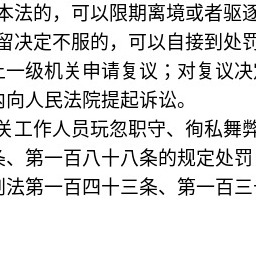 本法的，可以限期离境或者驱逐
留决定不服的，可以自接到处罚
上一级机关申请复议；对复议决定
内向人民法院提起诉讼。
关工作人员玩忽职守、徇私舞弊
条、第一百八十八条的规定处罚
刑法第一百四十三条、第一百三十